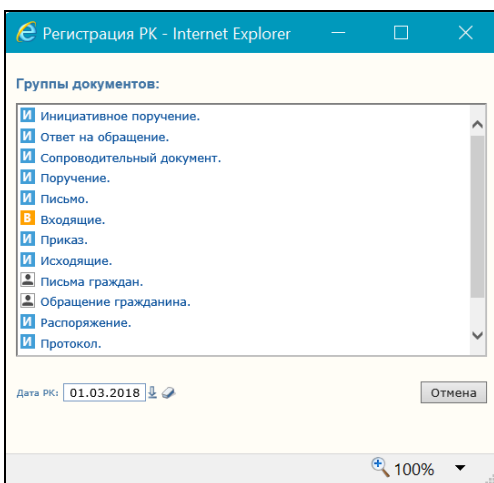 Регистрация РК - Internet Explorer
Группы документов:
И Инициативное поручение.
И Ответ на обращение.
И Сопроводительный документ.
И Поручение.
И Письмо.
В Входящие.
И Приказ.
И Исходящие.
Письма граждан.
Обращение гражданина.
И Распоряжение.
И Протокол.
Дата РК: 01.03.2018 Отмена
100%